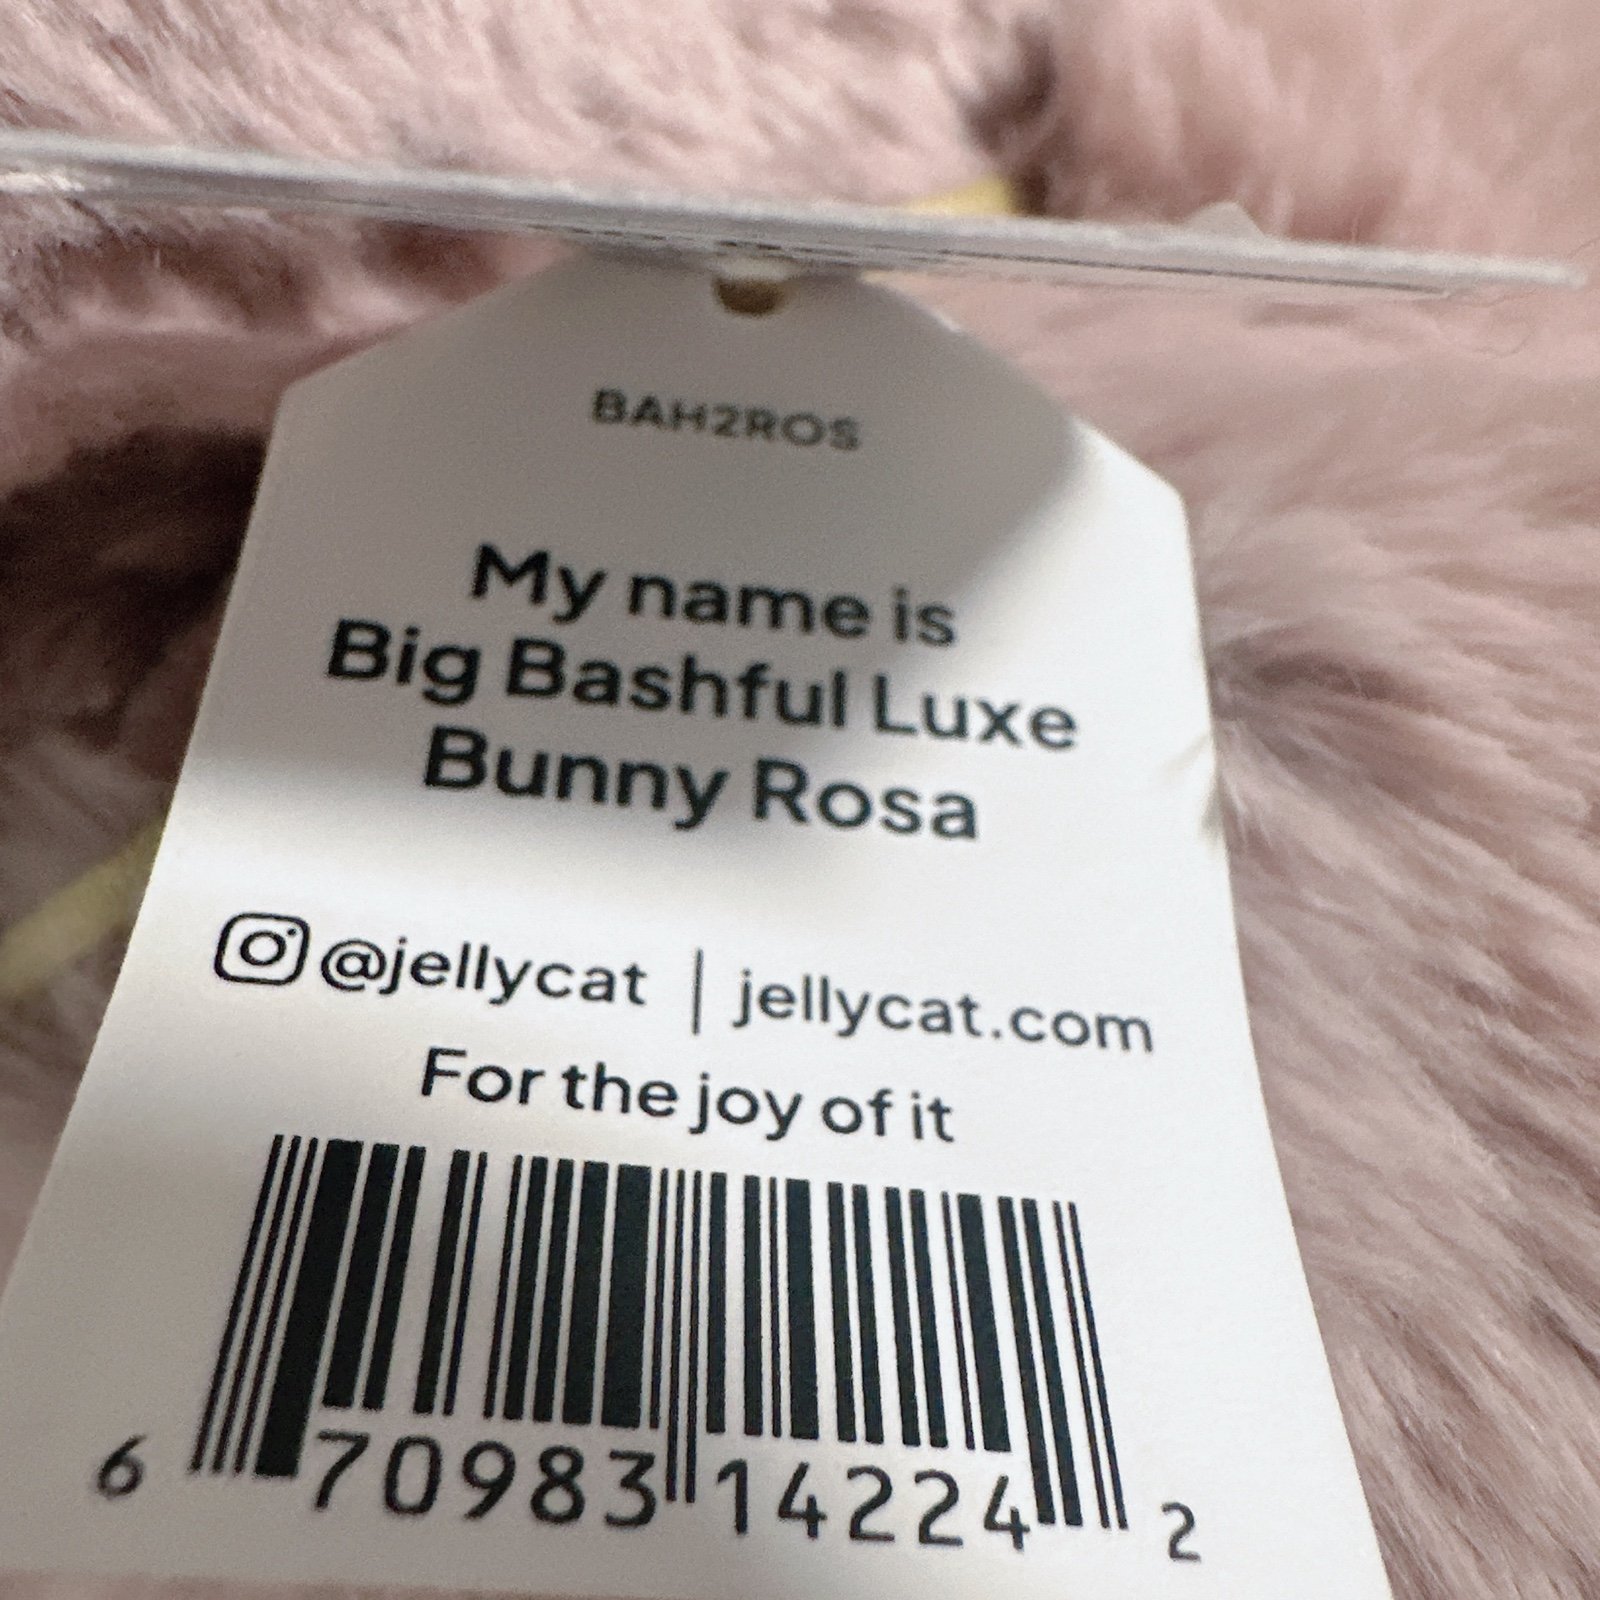 BAH2ROS
My name is
Big Bashful Luxe
Bunny Rosa
@jellycat | jellycat.com
For the joy of it
6 70983 14224 2